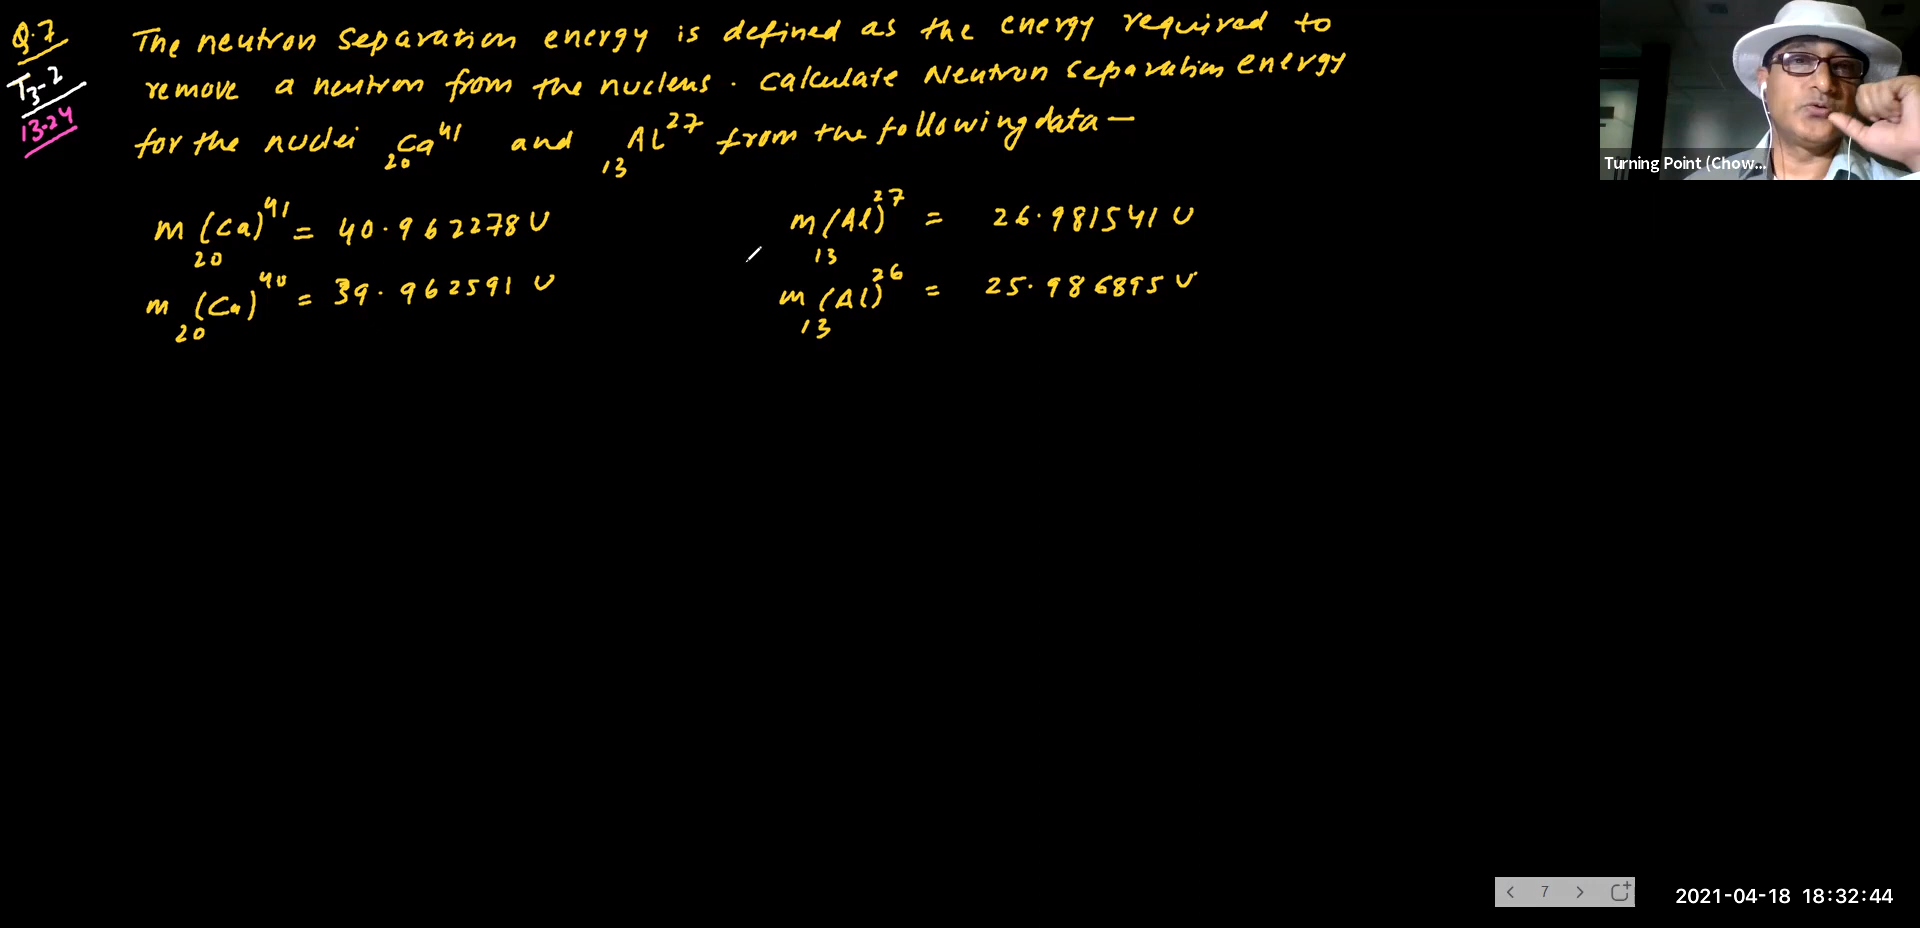 Q.7 The neutron separation energy is defined as the energy required to
T3-2 remove a neutron from the nucleus. Calculate Neutron separation energy
13.24 for the nuclei 20Ca41 and 13Al27 from the following data —
m 20(Ca)41 = 40.962278 U
m 20(Ca)40 = 39.962591 U
m 13(Al)27 = 26.981541 U
m 13(Al)26 = 25.986895 U
Turning Point (Chow...
7
2021-04-18 18:32:44